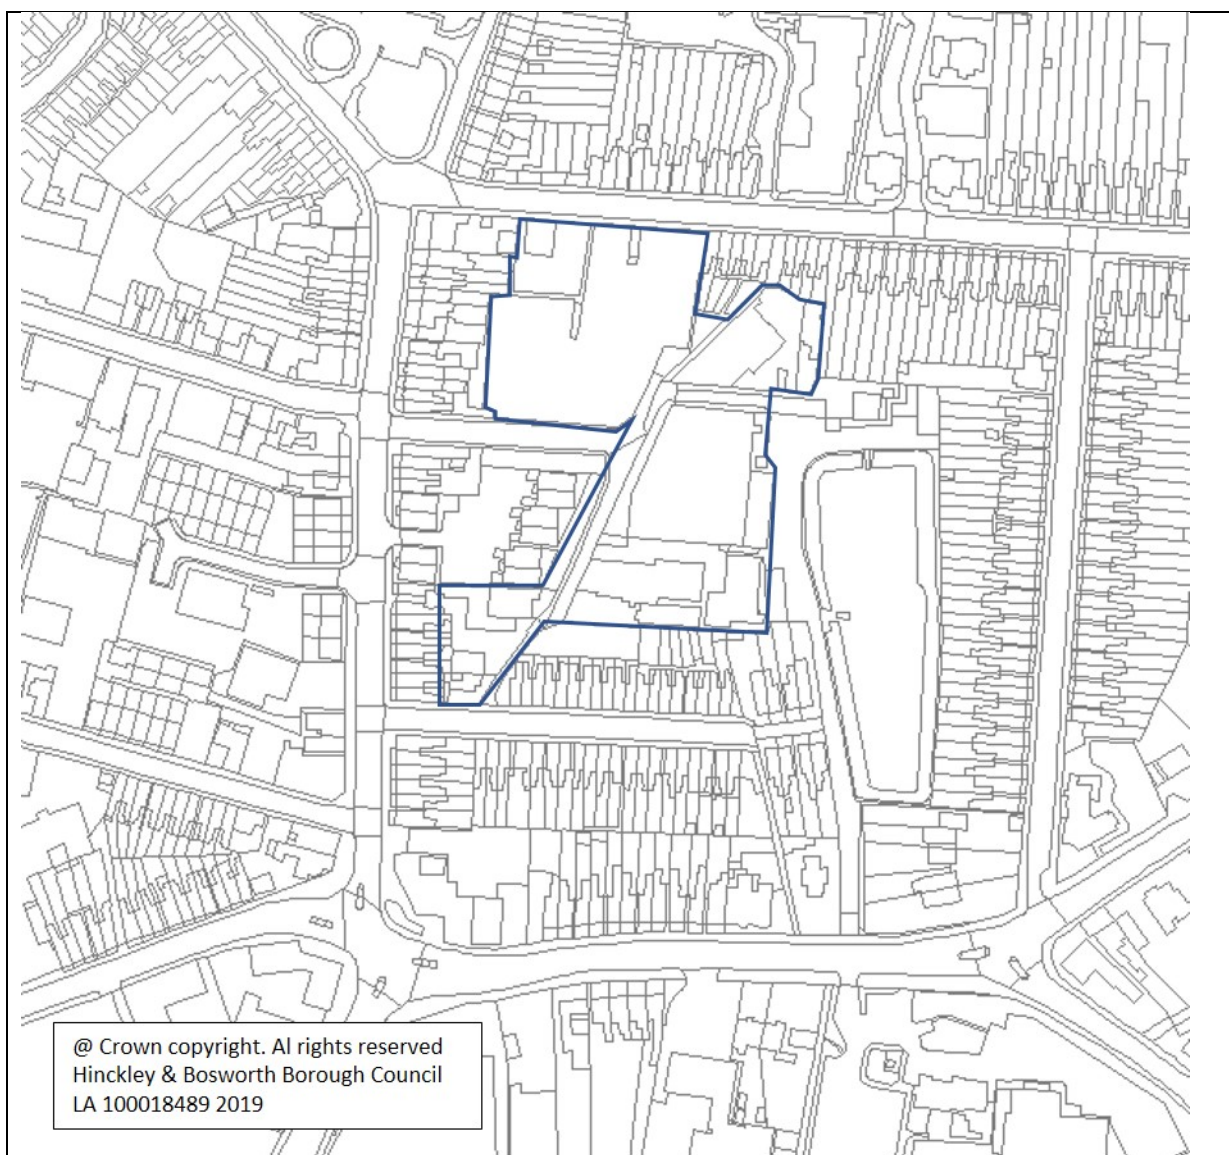 @ Crown copyright. Al rights reserved
Hinckley & Bosworth Borough Council
LA 100018489 2019